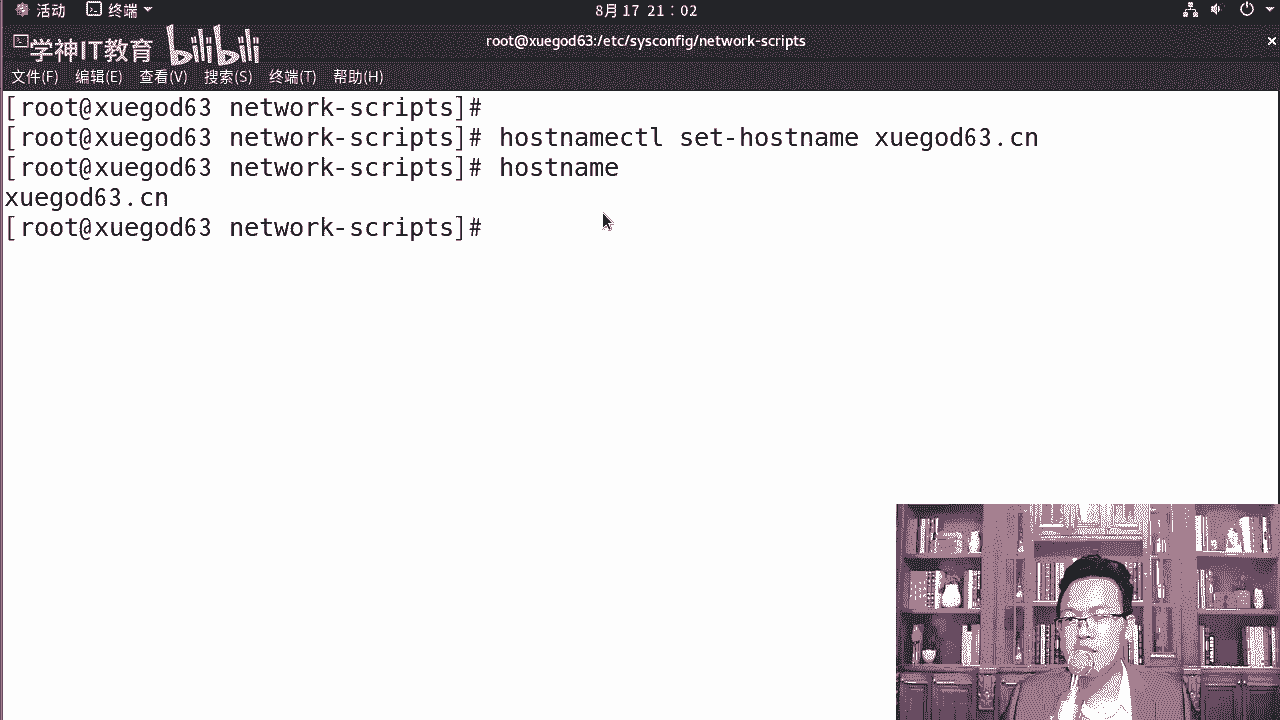 活动 终端 8月 17 21：02
学神IT教育 bilibili root@xuegod63:/etc/sysconfig/network-scripts
文件(F) 编辑(E) 查看(V) 搜索(S) 终端(T) 帮助(H)
[root@xuegod63 network-scripts]#
[root@xuegod63 network-scripts]# hostnamectl set-hostname xuegod63.cn
[root@xuegod63 network-scripts]# hostname
xuegod63.cn
[root@xuegod63 network-scripts]#